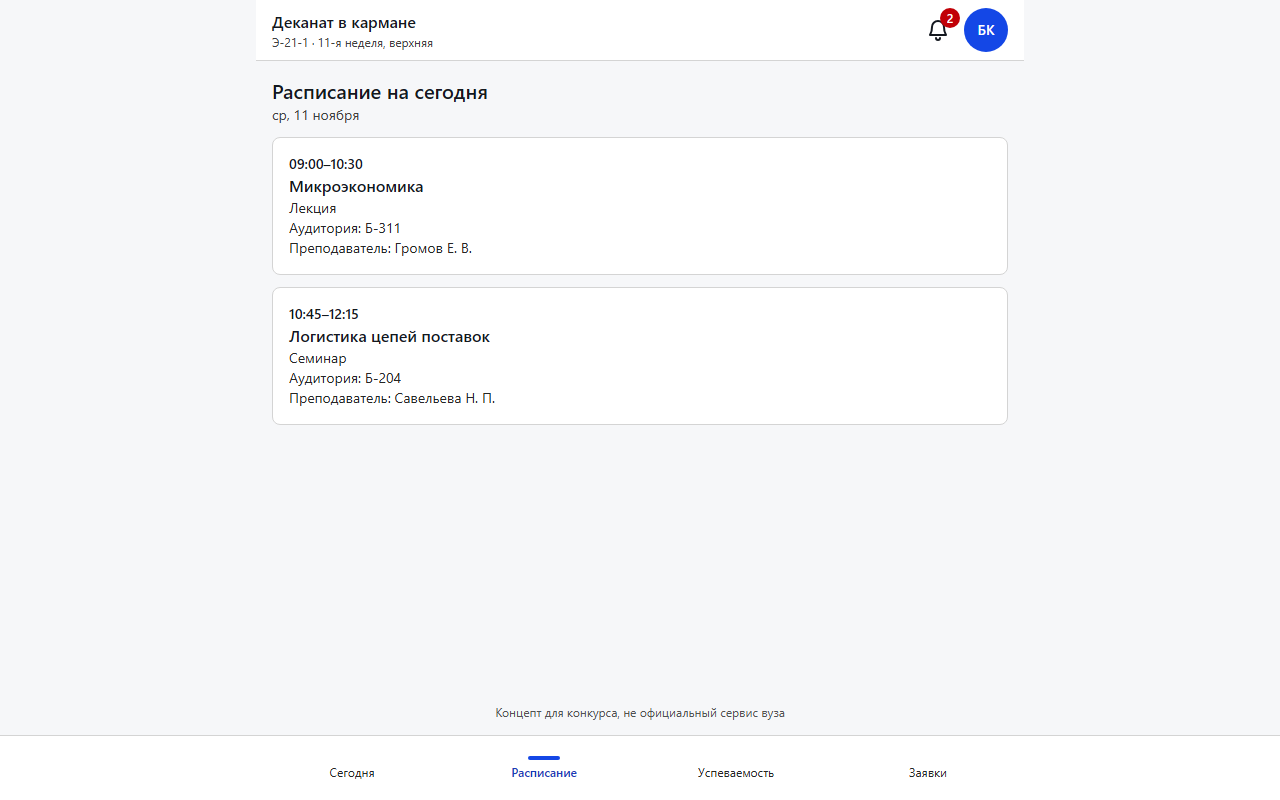 Деканат в кармане
Э-21-1 · 11-я неделя, верхняя
2
БК
Расписание на сегодня
ср, 11 ноября
09:00–10:30
Микроэкономика
Лекция
Аудитория: Б-311
Преподаватель: Громов Е. В.
10:45–12:15
Логистика цепей поставок
Семинар
Аудитория: Б-204
Преподаватель: Савельева Н. П.
Концепт для конкурса, не официальный сервис вуза
Сегодня
Расписание
Успеваемость
Заявки